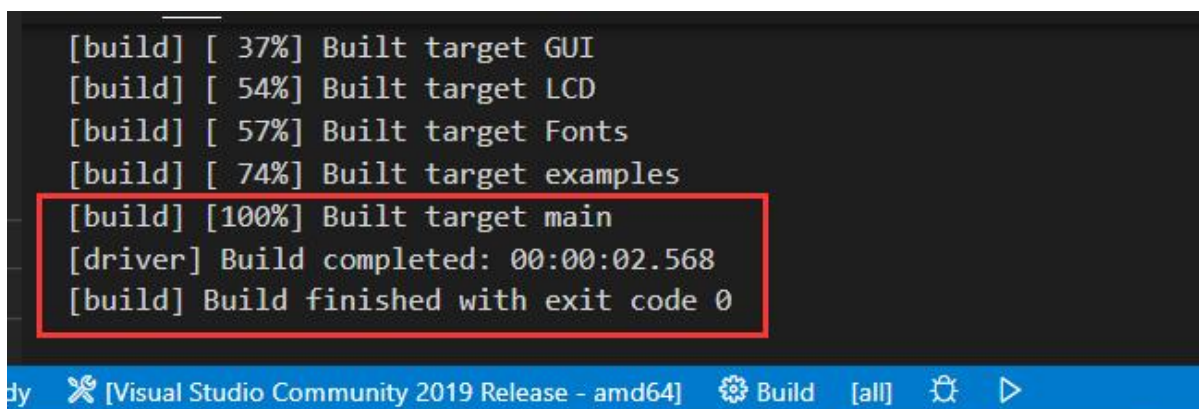 [build] [ 37%] Built target GUI
[build] [ 54%] Built target LCD
[build] [ 57%] Built target Fonts
[build] [ 74%] Built target examples
[build] [100%] Built target main
[driver] Build completed: 00:00:02.568
[build] Build finished with exit code 0
dy [Visual Studio Community 2019 Release - amd64] Build [all]